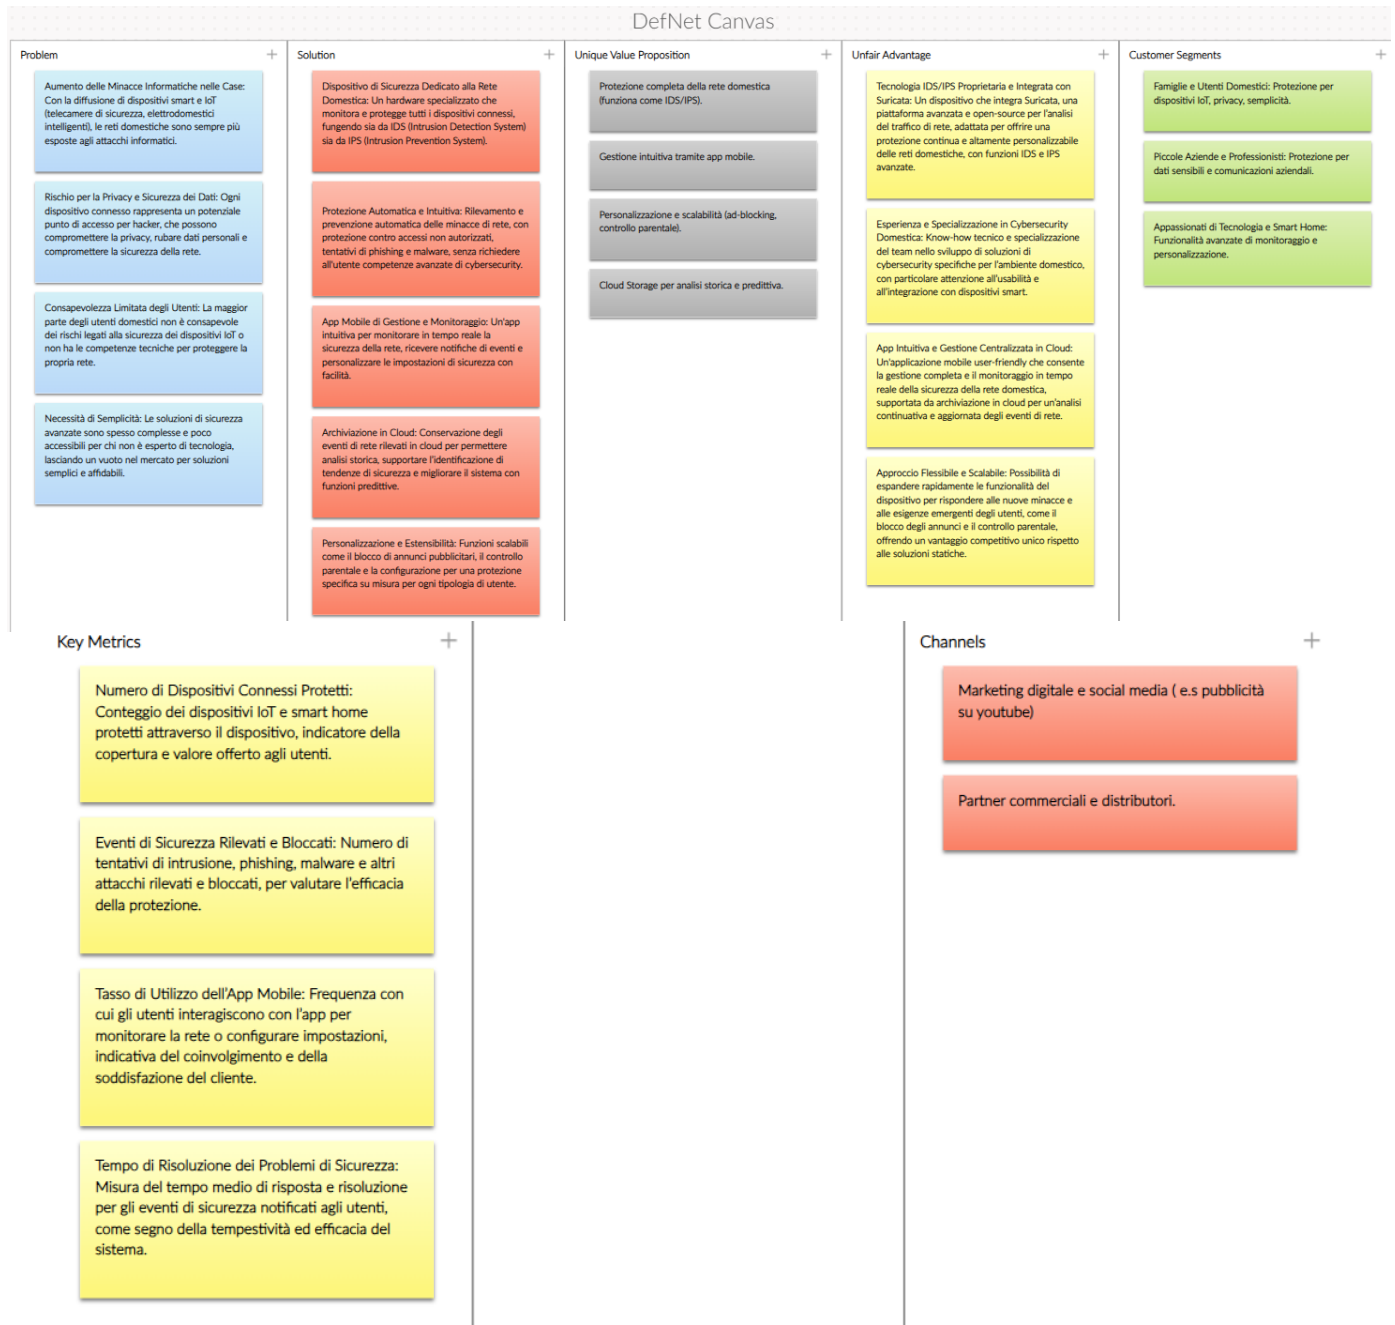 DefNet Canvas
Problem
Aumento delle Minacce Informatiche nelle Case:
Con la diffusione di dispositivi smart e IoT
(telecamere di sicurezza, elettrodomestici
intelligenti), le reti domestiche sono sempre più
esposte agli attacchi informatici.
Rischio per la Privacy e Sicurezza dei Dati: Ogni
dispositivo connesso rappresenta un potenziale
punto di accesso per hacker, che possono
compromettere la privacy, rubare dati personali e
compromettere la sicurezza della rete.
Consapevolezza Limitata degli Utenti: La maggior
parte degli utenti domestici non è consapevole
dei rischi legati alla sicurezza dei dispositivi IoT o
non ha le competenze tecniche per proteggere la
propria rete.
Necessità di Semplicità: Le soluzioni di sicurezza
avanzate sono spesso complesse e poco
accessibili per chi non è esperto di tecnologia,
lasciando un vuoto nel mercato per soluzioni
semplici e affidabili.
Solution
Dispositivo di Sicurezza Dedicato alla Rete
Domestica: Un hardware specializzato che
monitora e protegge tutti i dispositivi connessi,
fungendo sia da IDS (Intrusion Detection System)
sia da IPS (Intrusion Prevention System).
Protezione Automatica e Intuitiva: Rilevamento e
prevenzione automatica delle minacce di rete, con
protezione contro accessi non autorizzati,
tentativi di phishing e malware, senza richiedere
all'utente competenze avanzate di cybersecurity.
App Mobile di Gestione e Monitoraggio: Un'app
intuitiva per monitorare in tempo reale la
sicurezza della rete, ricevere notifiche di eventi e
personalizzare le impostazioni di sicurezza con
facilità.
Archiviazione in Cloud: Conservazione degli
eventi di rete rilevati in cloud per permettere
analisi storica, supportare l'identificazione di
tendenze di sicurezza e migliorare il sistema con
funzioni predittive.
Personalizzazione e Estensibilità: Funzioni scalabili
come il blocco di annunci pubblicitari, il controllo
parentale e la configurazione per una protezione
specifica su misura per ogni tipologia di utente.
Unique Value Proposition
Protezione completa della rete domestica
(funziona come IDS/IPS).
Gestione intuitiva tramite app mobile.
Personalizzazione e scalabilità (ad-blocking,
controllo parentale).
Cloud Storage per analisi storica e predittiva.
Unfair Advantage
Tecnologia IDS/IPS Proprietaria e Integrata con
Suricata: Un dispositivo che integra Suricata, una
piattaforma avanzata e open-source per l'analisi
del traffico di rete, adattata per offrire una
protezione continua e altamente personalizzabile
delle reti domestiche, con funzioni IDS e IPS
avanzate.
Esperienza e Specializzazione in Cybersecurity
Domestica: Know-how tecnico e specializzazione
del team nello sviluppo di soluzioni di
cybersecurity specifiche per l'ambiente domestico,
con particolare attenzione all'usabilità e
all'integrazione con dispositivi smart.
App Intuitiva e Gestione Centralizzata in Cloud:
Un'applicazione mobile user-friendly che consente
la gestione completa e il monitoraggio in tempo
reale della sicurezza della rete domestica,
supportata da archiviazione in cloud per un'analisi
continuativa e aggiornata degli eventi di rete.
Approccio Flessibile e Scalabile: Possibilità di
espandere rapidamente le funzionalità del
dispositivo per rispondere alle nuove minacce e
alle esigenze emergenti degli utenti, come il
blocco degli annunci e il controllo parentale,
offrendo un vantaggio competitivo unico rispetto
alle soluzioni statiche.
Customer Segments
Famiglie e Utenti Domestici: Protezione per
dispositivi IoT, privacy, semplicità.
Piccole Aziende e Professionisti: Protezione per
dati sensibili e comunicazioni aziendali.
Appassionati di Tecnologia e Smart Home:
Funzionalità avanzate di monitoraggio e
personalizzazione.
Key Metrics
Numero di Dispositivi Connessi Protetti:
Conteggio dei dispositivi IoT e smart home
protetti attraverso il dispositivo, indicatore della
copertura e valore offerto agli utenti.
Eventi di Sicurezza Rilevati e Bloccati: Numero di
tentativi di intrusione, phishing, malware e altri
attacchi rilevati e bloccati, per valutare l'efficacia
della protezione.
Tasso di Utilizzo dell'App Mobile: Frequenza con
cui gli utenti interagiscono con l'app per
monitorare la rete o configurare impostazioni,
indicativa del coinvolgimento e della
soddisfazione del cliente.
Tempo di Risoluzione dei Problemi di Sicurezza:
Misura del tempo medio di risposta e risoluzione
per gli eventi di sicurezza notificati agli utenti,
come segno della tempestività ed efficacia del
sistema.
Channels
Marketing digitale e social media ( e.s pubblicità
su youtube)
Partner commerciali e distributori.